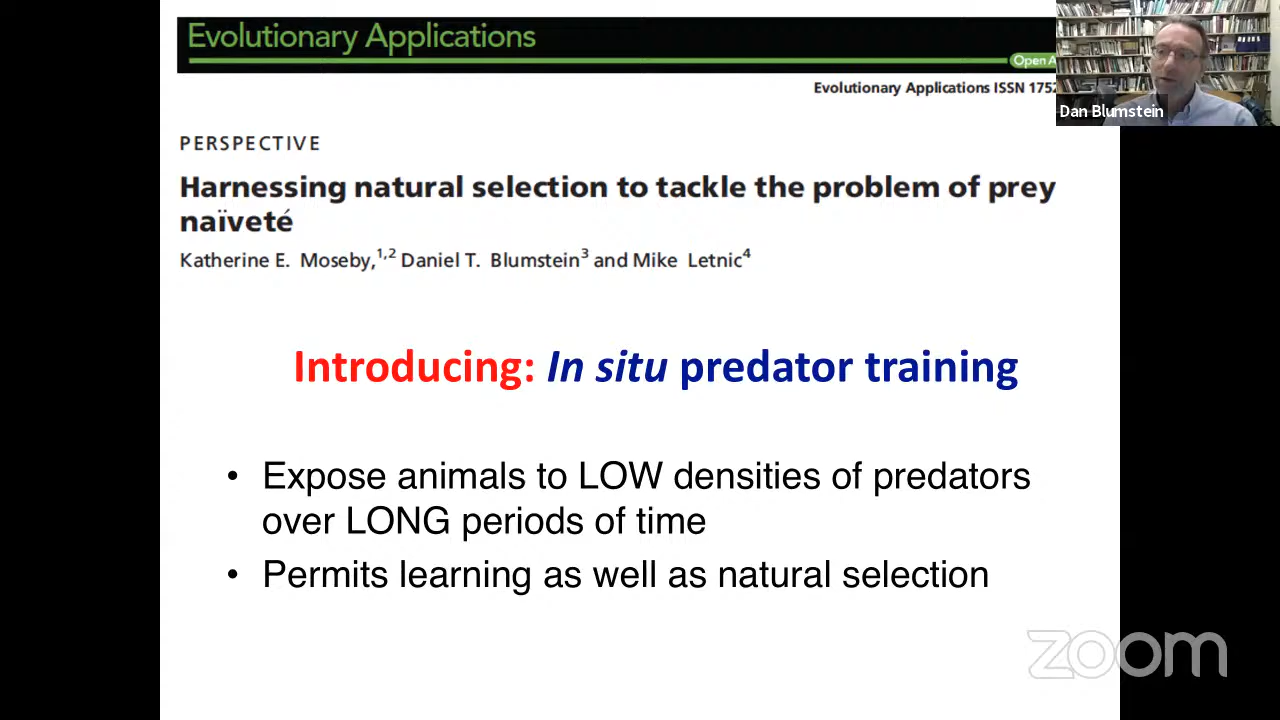 Evolutionary Applications
Open A
Evolutionary Applications ISSN 1752
Dan Blumstein
PERSPECTIVE
Harnessing natural selection to tackle the problem of prey
naïveté
Katherine E. Moseby,1,2 Daniel T. Blumstein3 and Mike Letnic4
Introducing: In situ predator training
• Expose animals to LOW densities of predators
over LONG periods of time
• Permits learning as well as natural selection
zoom